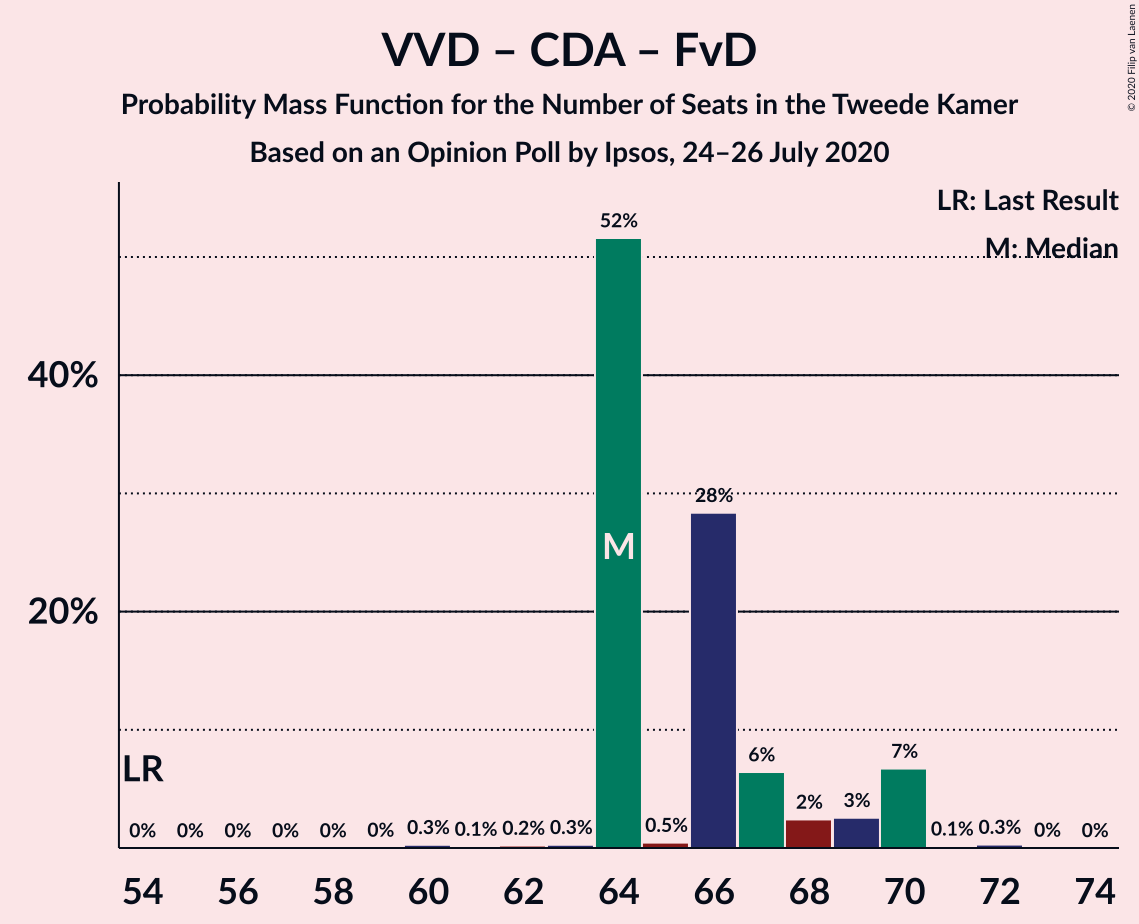 VVD – CDA – FvD
Probability Mass Function for the Number of Seats in the Tweede Kamer
Based on an Opinion Poll by Ipsos, 24–26 July 2020
© 2020 Filip van Laenen
LR: Last Result
M: Median
40%
20%
52%
28%
M
LR
0% 0% 0% 0% 0% 0% 0.3% 0.1% 0.2% 0.3% 0.5% 6% 2% 3% 7% 0.1% 0.3% 0% 0%
54 56 58 60 62 64 66 68 70 72 74